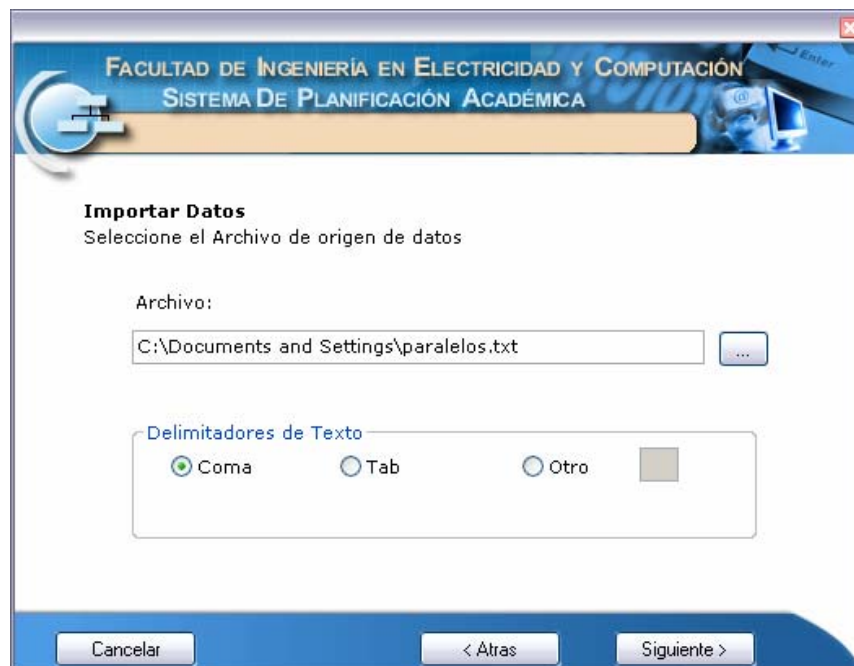 FACULTAD DE INGENIERÍA EN ELECTRICIDAD Y COMPUTACIÓN
SISTEMA DE PLANIFICACIÓN ACADÉMICA
Enter
@
Importar Datos
Seleccione el Archivo de origen de datos
Archivo:
C:\Documents and Settings\paralelos.txt
...
Delimitadores de Texto
Coma Tab Otro
Cancelar < Atras Siguiente >